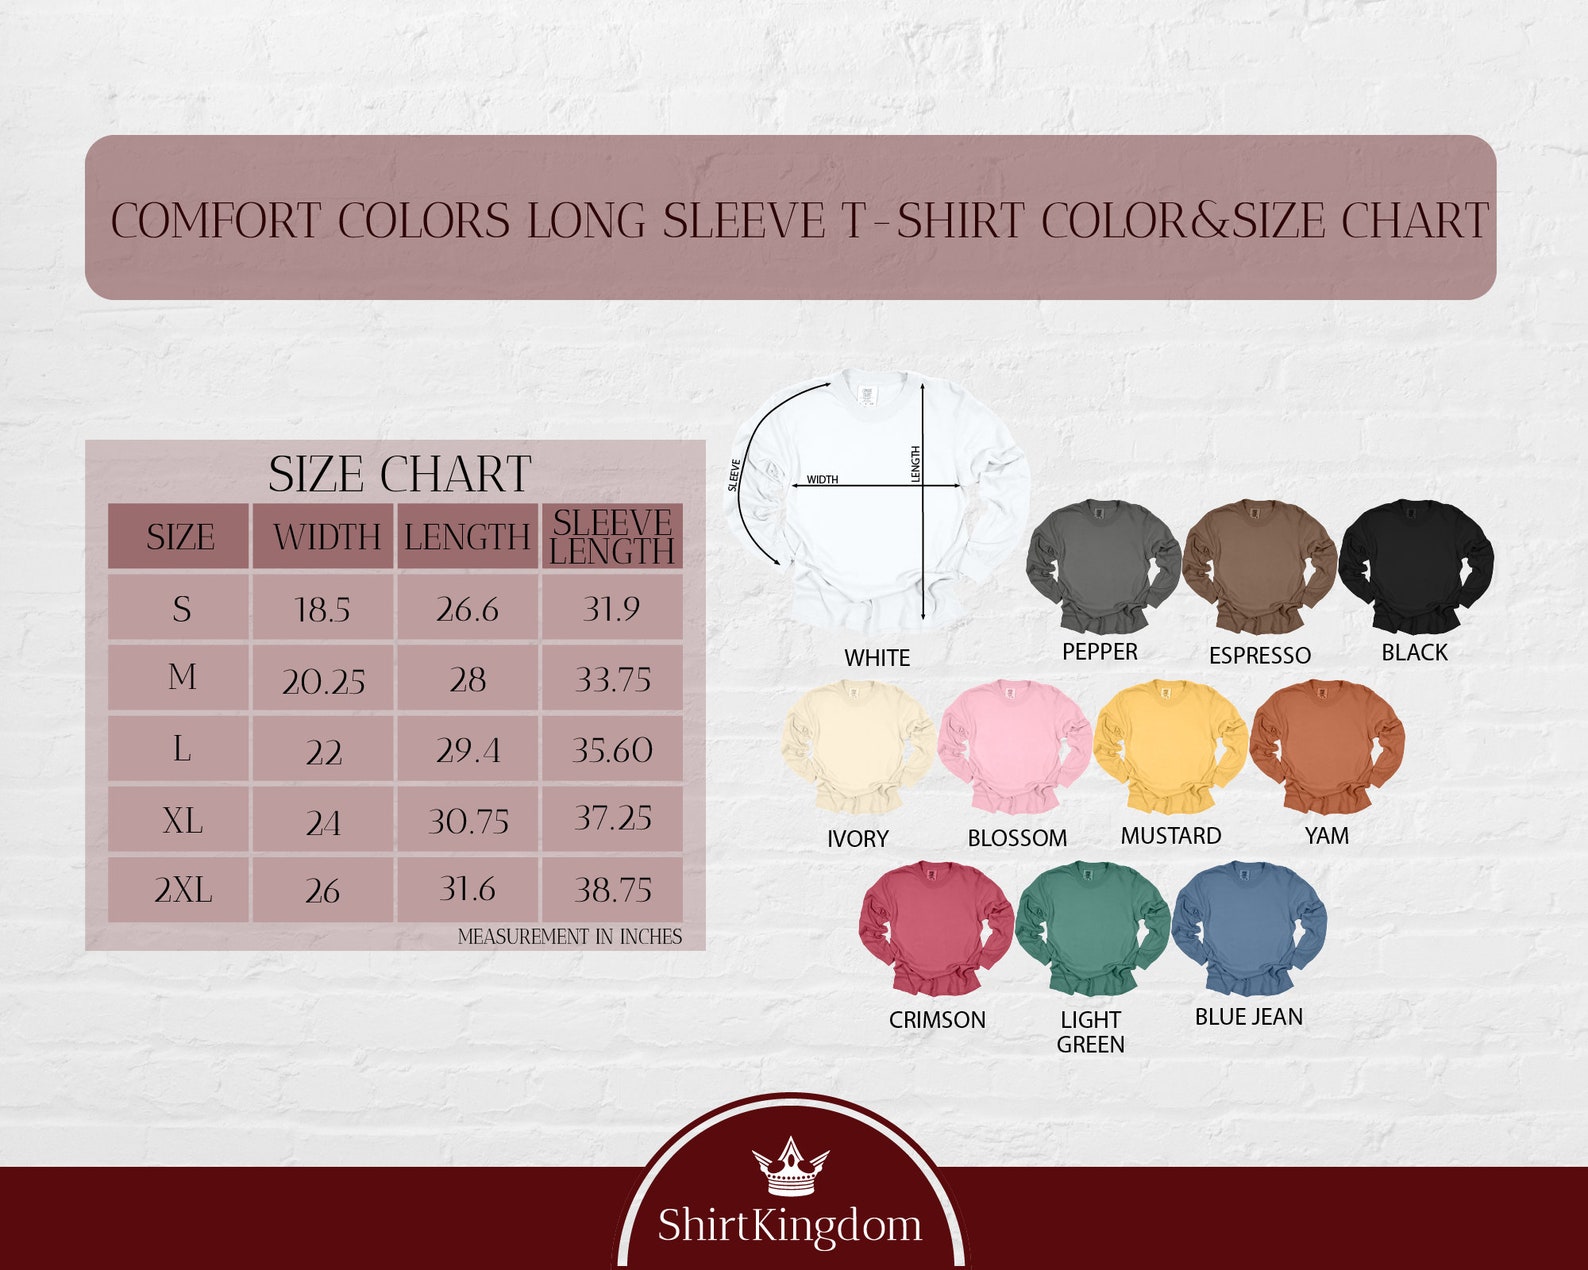 COMFORT COLORS LONG SLEEVE T-SHIRT COLOR&SIZE CHART
SIZE CHART
SIZE WIDTH LENGTH SLEEVE LENGTH
S 18.5 26.6 31.9
M 20.25 28 33.75
L 22 29.4 35.60
XL 24 30.75 37.25
2XL 26 31.6 38.75
MEASUREMENT IN INCHES
SLEEVE
WIDTH
LENGTH
WHITE
PEPPER
ESPRESSO
BLACK
IVORY
BLOSSOM
MUSTARD
YAM
CRIMSON
LIGHT
GREEN
BLUE JEAN
ShirtKingdom